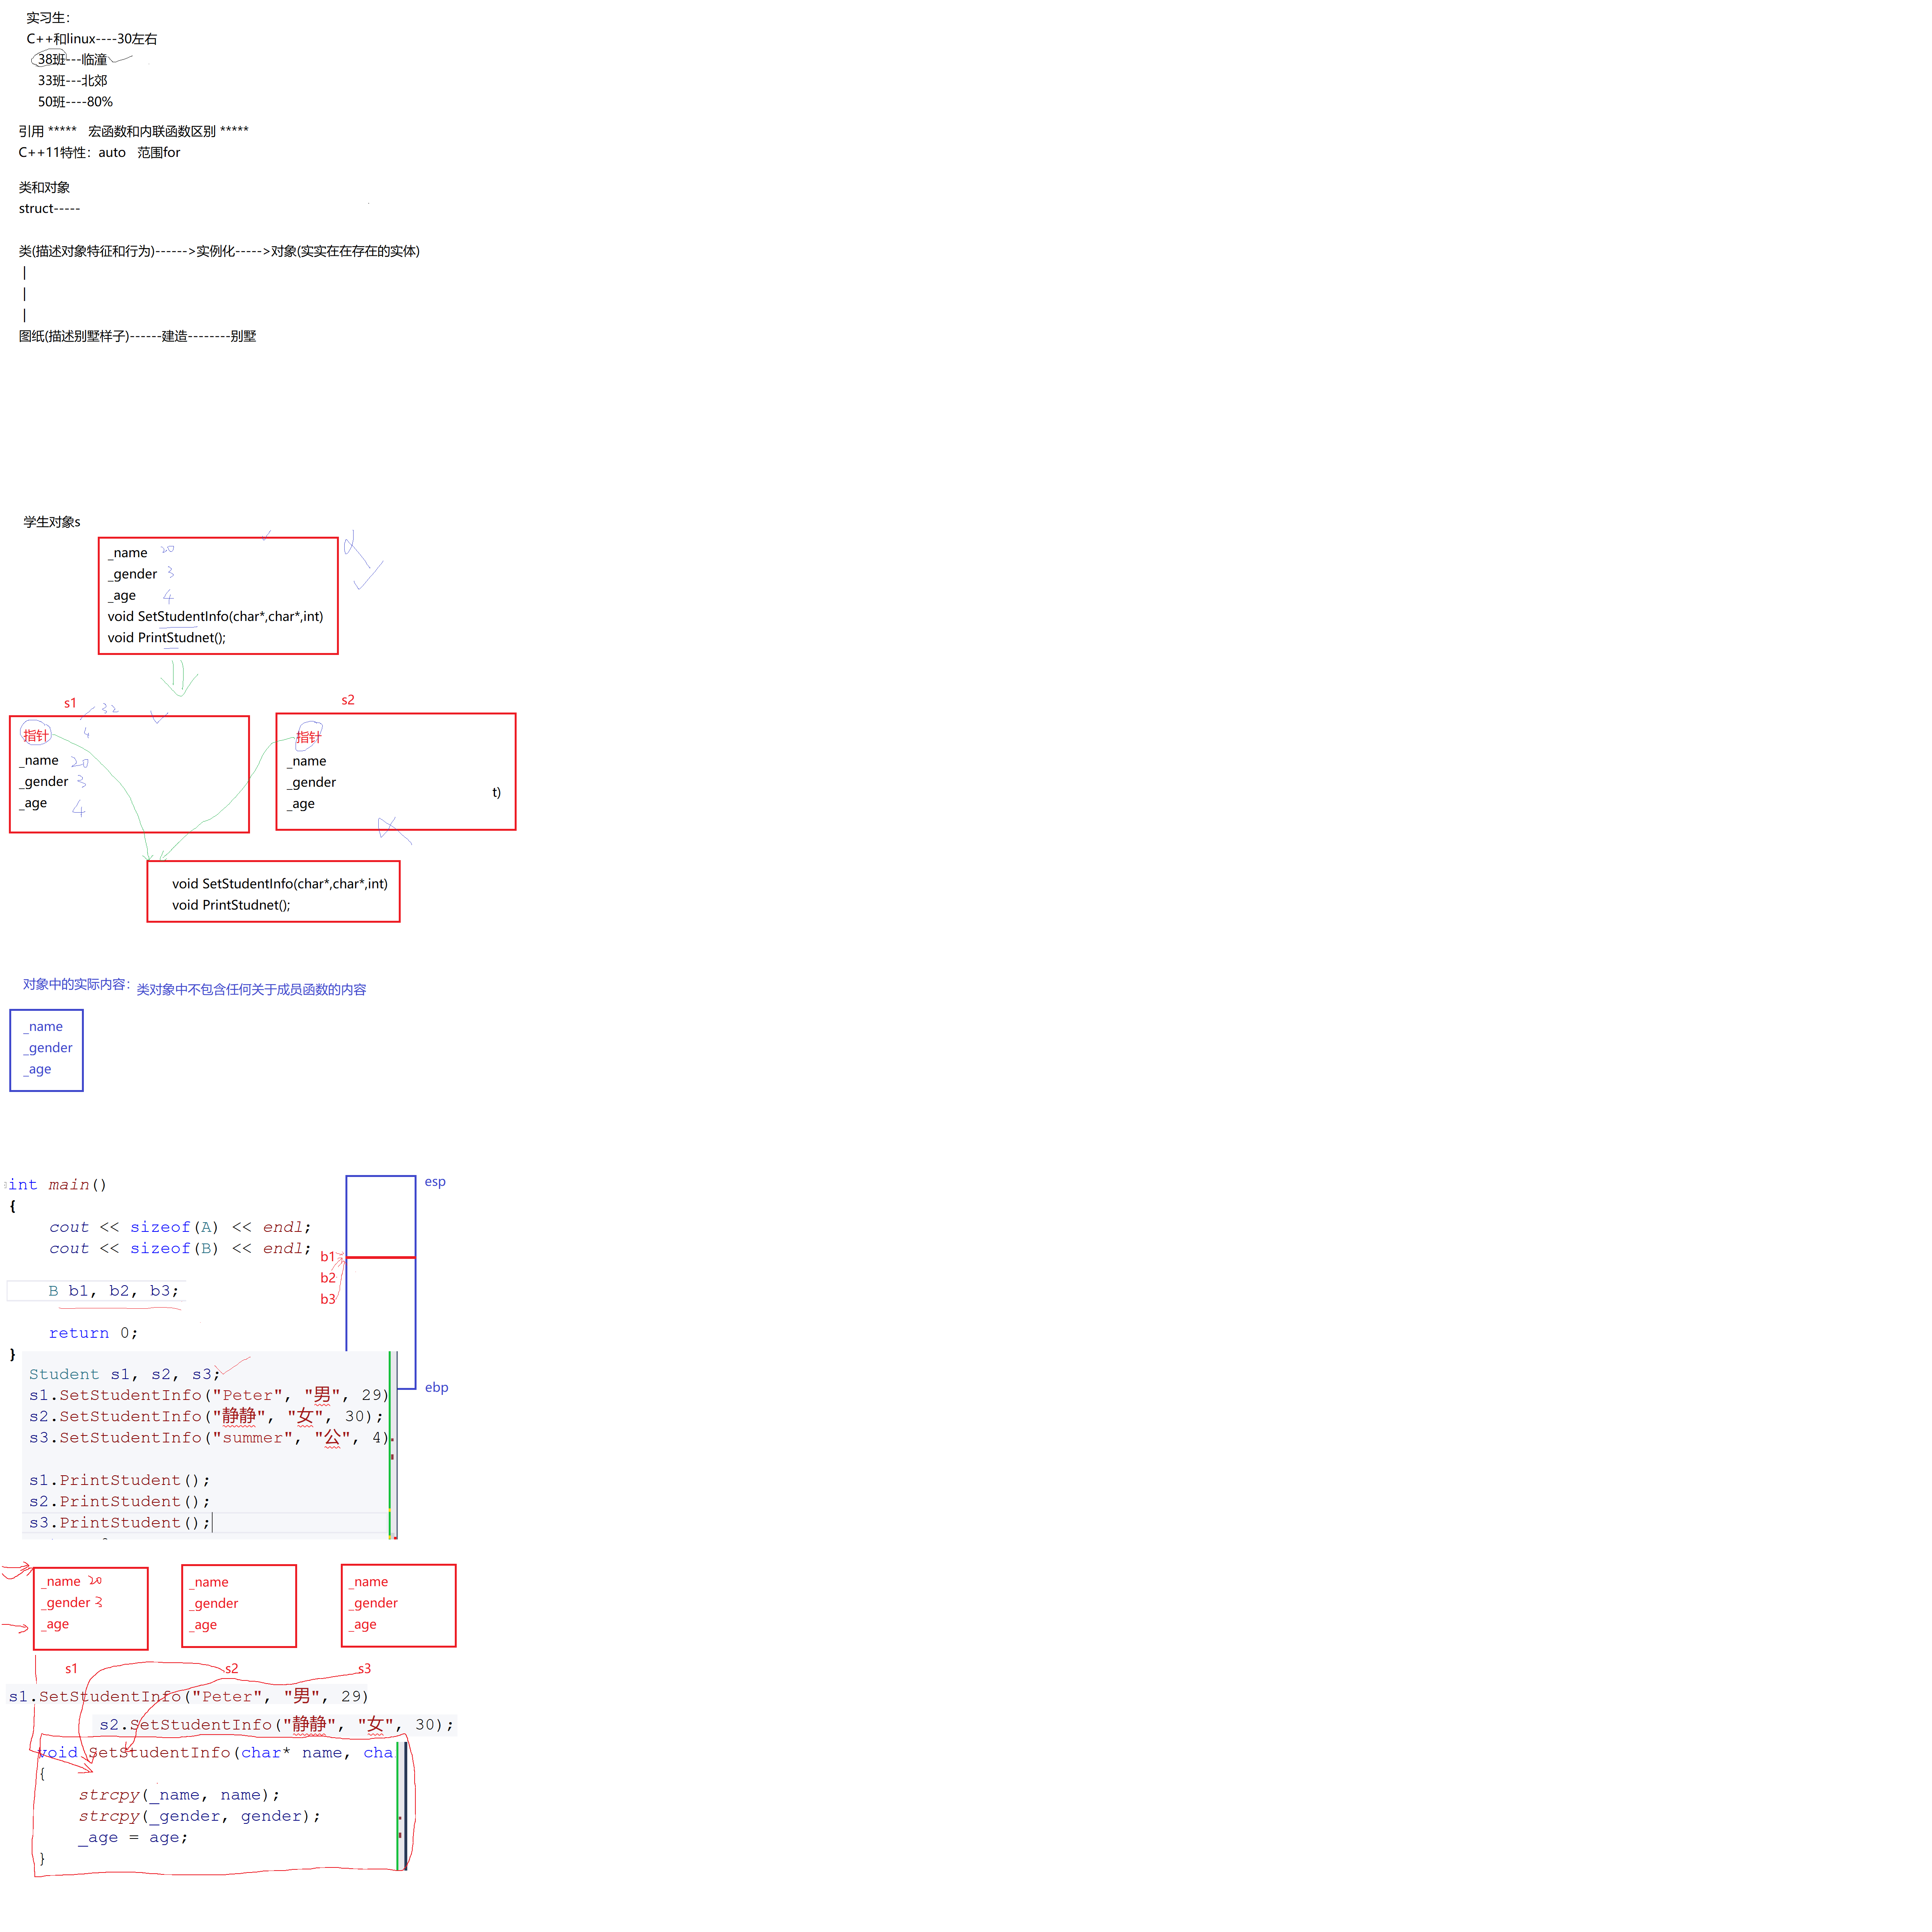 实习生：
C++和linux----30左右
38班---临潼
33班---北郊
50班----80%
引用 *****   宏函数和内联函数区别 *****
C++11特性：auto   范围for
类和对象
struct-----
类(描述对象特征和行为)------>实例化----->对象(实实在在存在的实体)
|
|
|
图纸(描述别墅样子)------建造--------别墅
学生对象s
_name 20
_gender 3
_age 4
void SetStudentInfo(char*,char*,int)
void PrintStudnet();
s1 32
指针 4
_name 20
_gender 3
_age 4
s2
指针
_name
_gender
_age
t)
void SetStudentInfo(char*,char*,int)
void PrintStudnet();
对象中的实际内容：
类对象中不包含任何关于成员函数的内容
_name
_gender
_age
int main()
{
cout << sizeof(A) << endl;
cout << sizeof(B) << endl;
B b1, b2, b3;
return 0;
}
esp
b1
b2
b3
ebp
Student s1, s2, s3;
s1.SetStudentInfo("Peter", "男", 29)
s2.SetStudentInfo("静静", "女", 30);
s3.SetStudentInfo("summer", "公", 4)
s1.PrintStudent();
s2.PrintStudent();
s3.PrintStudent();
_name 20
_gender 3
_age
_name
_gender
_age
_name
_gender
_age
s1
s2
s3
s1.SetStudentInfo("Peter", "男", 29)
s2.SetStudentInfo("静静", "女", 30);
void SetStudentInfo(char* name, cha
{
strcpy(_name, name);
strcpy(_gender, gender);
_age = age;
}